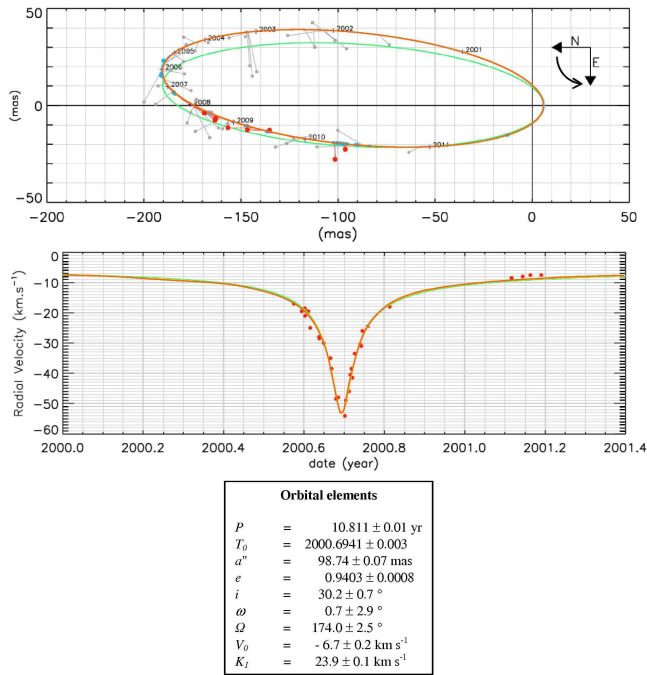 50
0
−50
(mas)
2003
2002
2004
2001
2005
2006
2007
2008
2009
2010
2011
N
E
−200
−150
−100
−50
0
50
(mas)
0
−10
−20
−30
−40
−50
−60
Radial Velocity (km.s⁻¹)
2000.0
2000.2
2000.4
2000.6
2000.8
2001.0
2001.2
2001.4
date (year)
Orbital elements
P = 10.811 ± 0.01 yr
T₀ = 2000.6941 ± 0.003
a" = 98.74 ± 0.07 mas
e = 0.9403 ± 0.0008
i = 30.2 ± 0.7 °
ω = 0.7 ± 2.9 °
Ω = 174.0 ± 2.5 °
V₀ = - 6.7 ± 0.2 km s⁻¹
K₁ = 23.9 ± 0.1 km s⁻¹